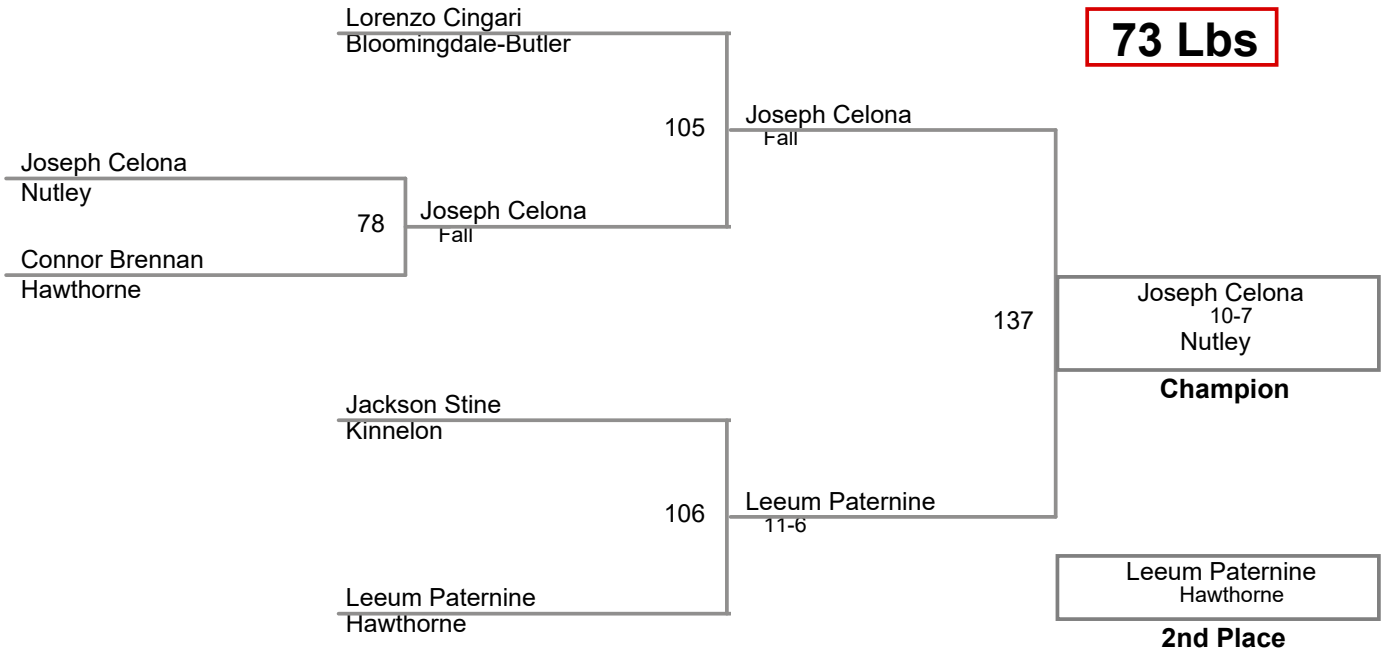 Lorenzo Cingari
Bloomingdale-Butler
73 Lbs
105
Joseph Celona
Fall
Joseph Celona
Nutley
78
Joseph Celona
Fall
Connor Brennan
Hawthorne
137
Joseph Celona
10-7
Nutley
Champion
Jackson Stine
Kinnelon
106
Leeum Paternine
11-6
Leeum Paternine
Hawthorne
Leeum Paternine
Hawthorne
2nd Place